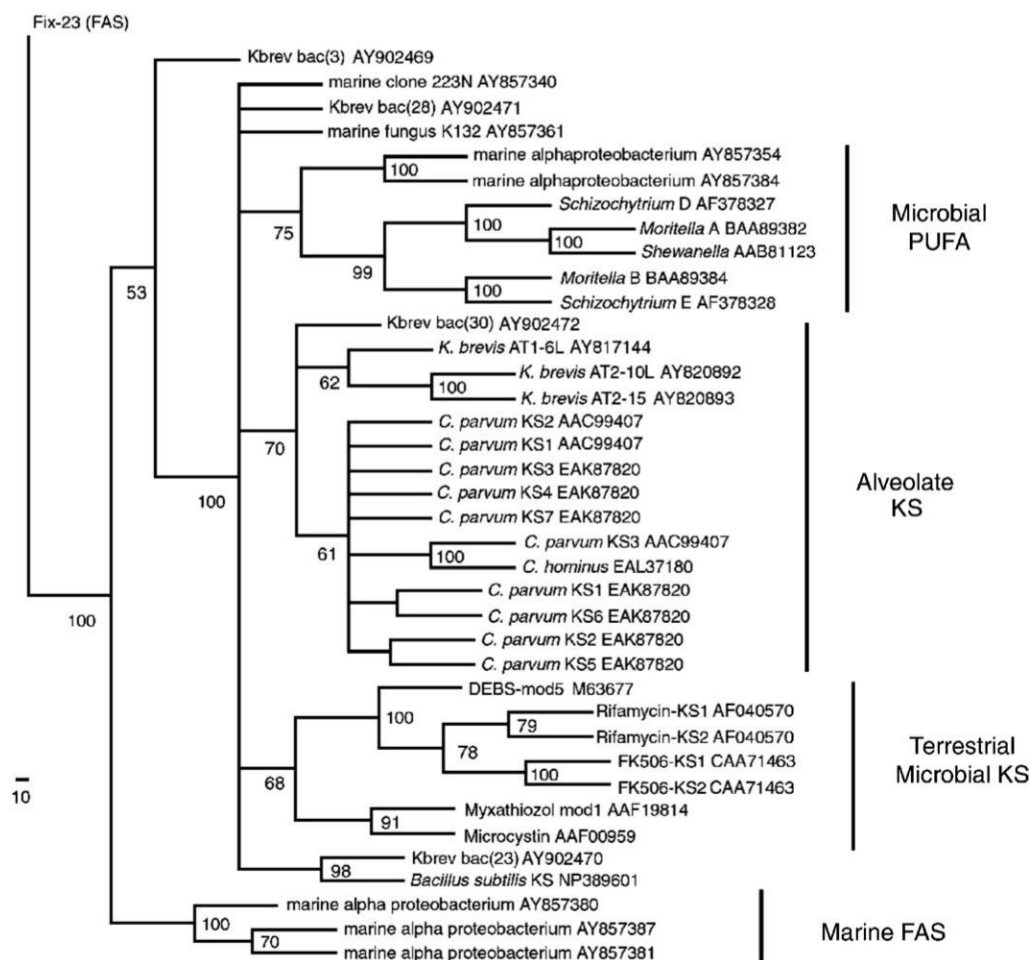 Fix-23 (FAS)
Kbrev bac(3) AY902469
marine clone 223N AY857340
Kbrev bac(28) AY902471
marine fungus K132 AY857361
marine alphaproteobacterium AY857354
100
marine alphaproteobacterium AY857384
Schizochytrium D AF378327
75
100
Moritella A BAA89382
100
Shewanella AAB81123
99
Moritella B BAA89384
53
100
Schizochytrium E AF378328
Microbial
PUFA
Kbrev bac(30) AY902472
K. brevis AT1-6L AY817144
62
K. brevis AT2-10L AY820892
100
K. brevis AT2-15 AY820893
C. parvum KS2 AAC99407
70
C. parvum KS1 AAC99407
C. parvum KS3 EAK87820
C. parvum KS4 EAK87820
100
C. parvum KS7 EAK87820
C. parvum KS3 AAC99407
61
100
C. hominus EAL37180
C. parvum KS1 EAK87820
C. parvum KS6 EAK87820
100
C. parvum KS2 EAK87820
C. parvum KS5 EAK87820
Alveolate
KS
DEBS-mod5 M63677
100
Rifamycin-KS1 AF040570
79
Rifamycin-KS2 AF040570
78
FK506-KS1 CAA71463
100
68
FK506-KS2 CAA71463
Myxathiozol mod1 AAF19814
91
Microcystin AAF00959
Terrestrial
Microbial KS
10
Kbrev bac(23) AY902470
98
Bacillus subtilis KS NP389601
marine alpha proteobacterium AY857380
100
marine alpha proteobacterium AY857387
70
marine alpha proteobacterium AY857381
Marine FAS